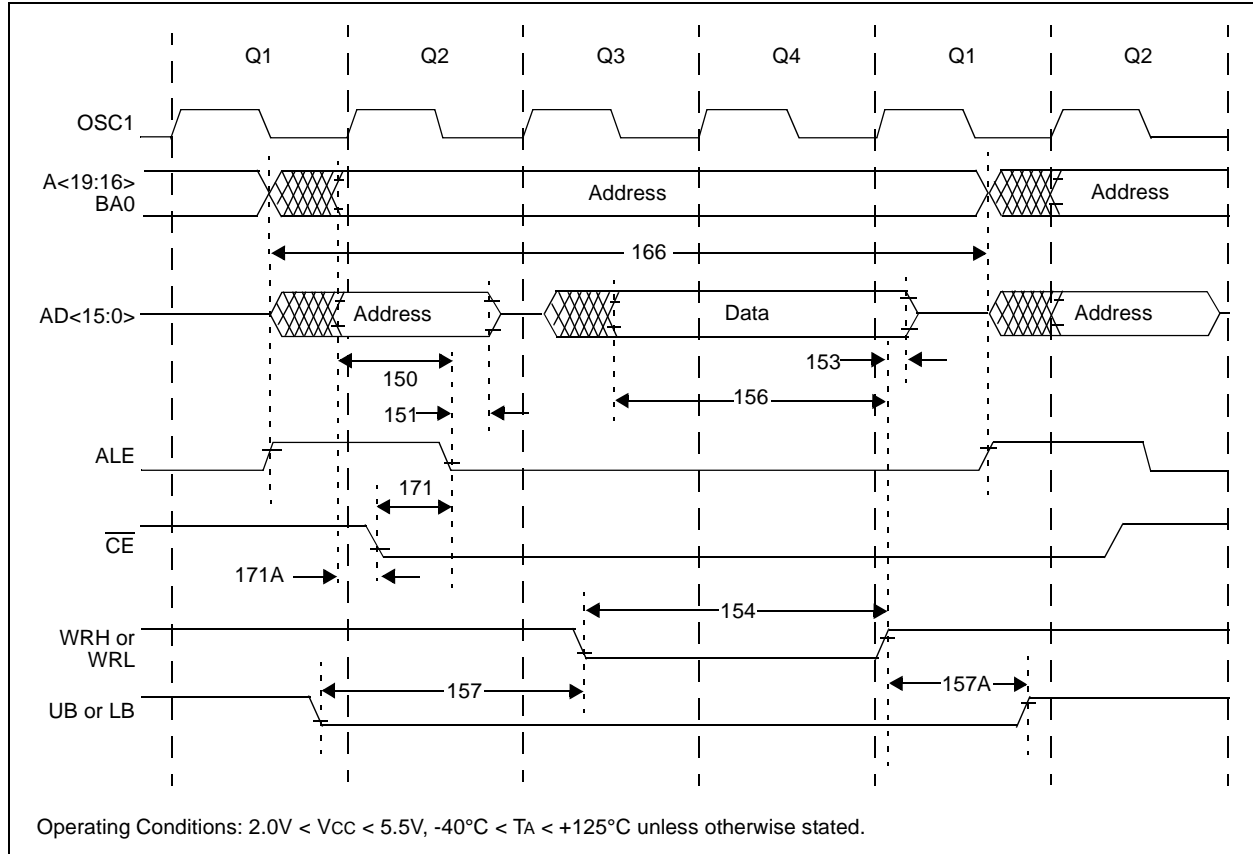 Q1 Q2 Q3 Q4 Q1 Q2
OSC1
A<19:16>
BA0
Address Address
166
AD<15:0>
Address Data Address
150
153
151
156
ALE
171
CE
171A
154
WRH or
WRL
157
157A
UB or LB
Operating Conditions: 2.0V < VCC < 5.5V, -40°C < TA < +125°C unless otherwise stated.